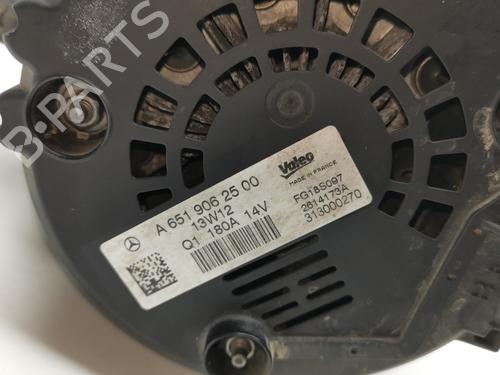 B-PARTS
Valeo
MADE IN FRANCE
A 651 906 25 00
13W12
Q1 180A 14V
FG18S097
2614173A
313000270